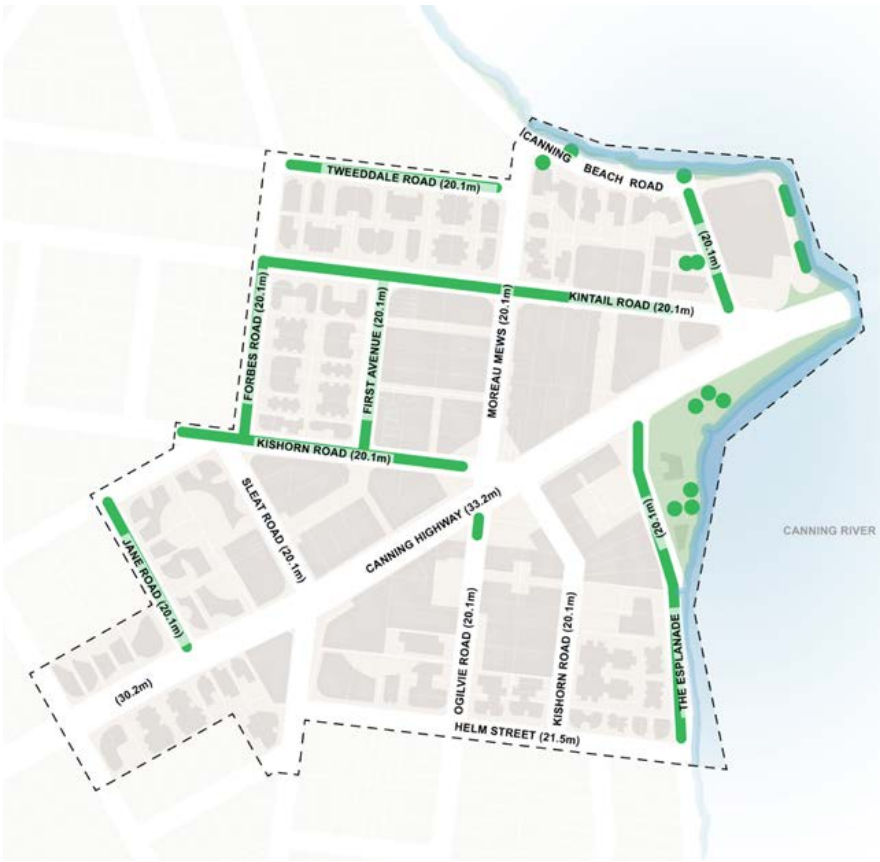 CANNING BEACH ROAD
TWEEDDALE ROAD (20.1m)
(20.1m)
KINTAIL ROAD (20.1m)
FORBES ROAD (20.1m)
FIRST AVENUE (20.1m)
MOREAU MEWS (20.1m)
KISHORN ROAD (20.1m)
SLEAT ROAD (20.1m)
CANNING HIGHWAY (33.2m)
(20.1m)
CANNING RIVER
JANE ROAD (20.1m)
OGILVIE ROAD (20.1m)
KISHORN ROAD (20.1m)
THE ESPLANADE
(30.2m)
HELM STREET (21.5m)